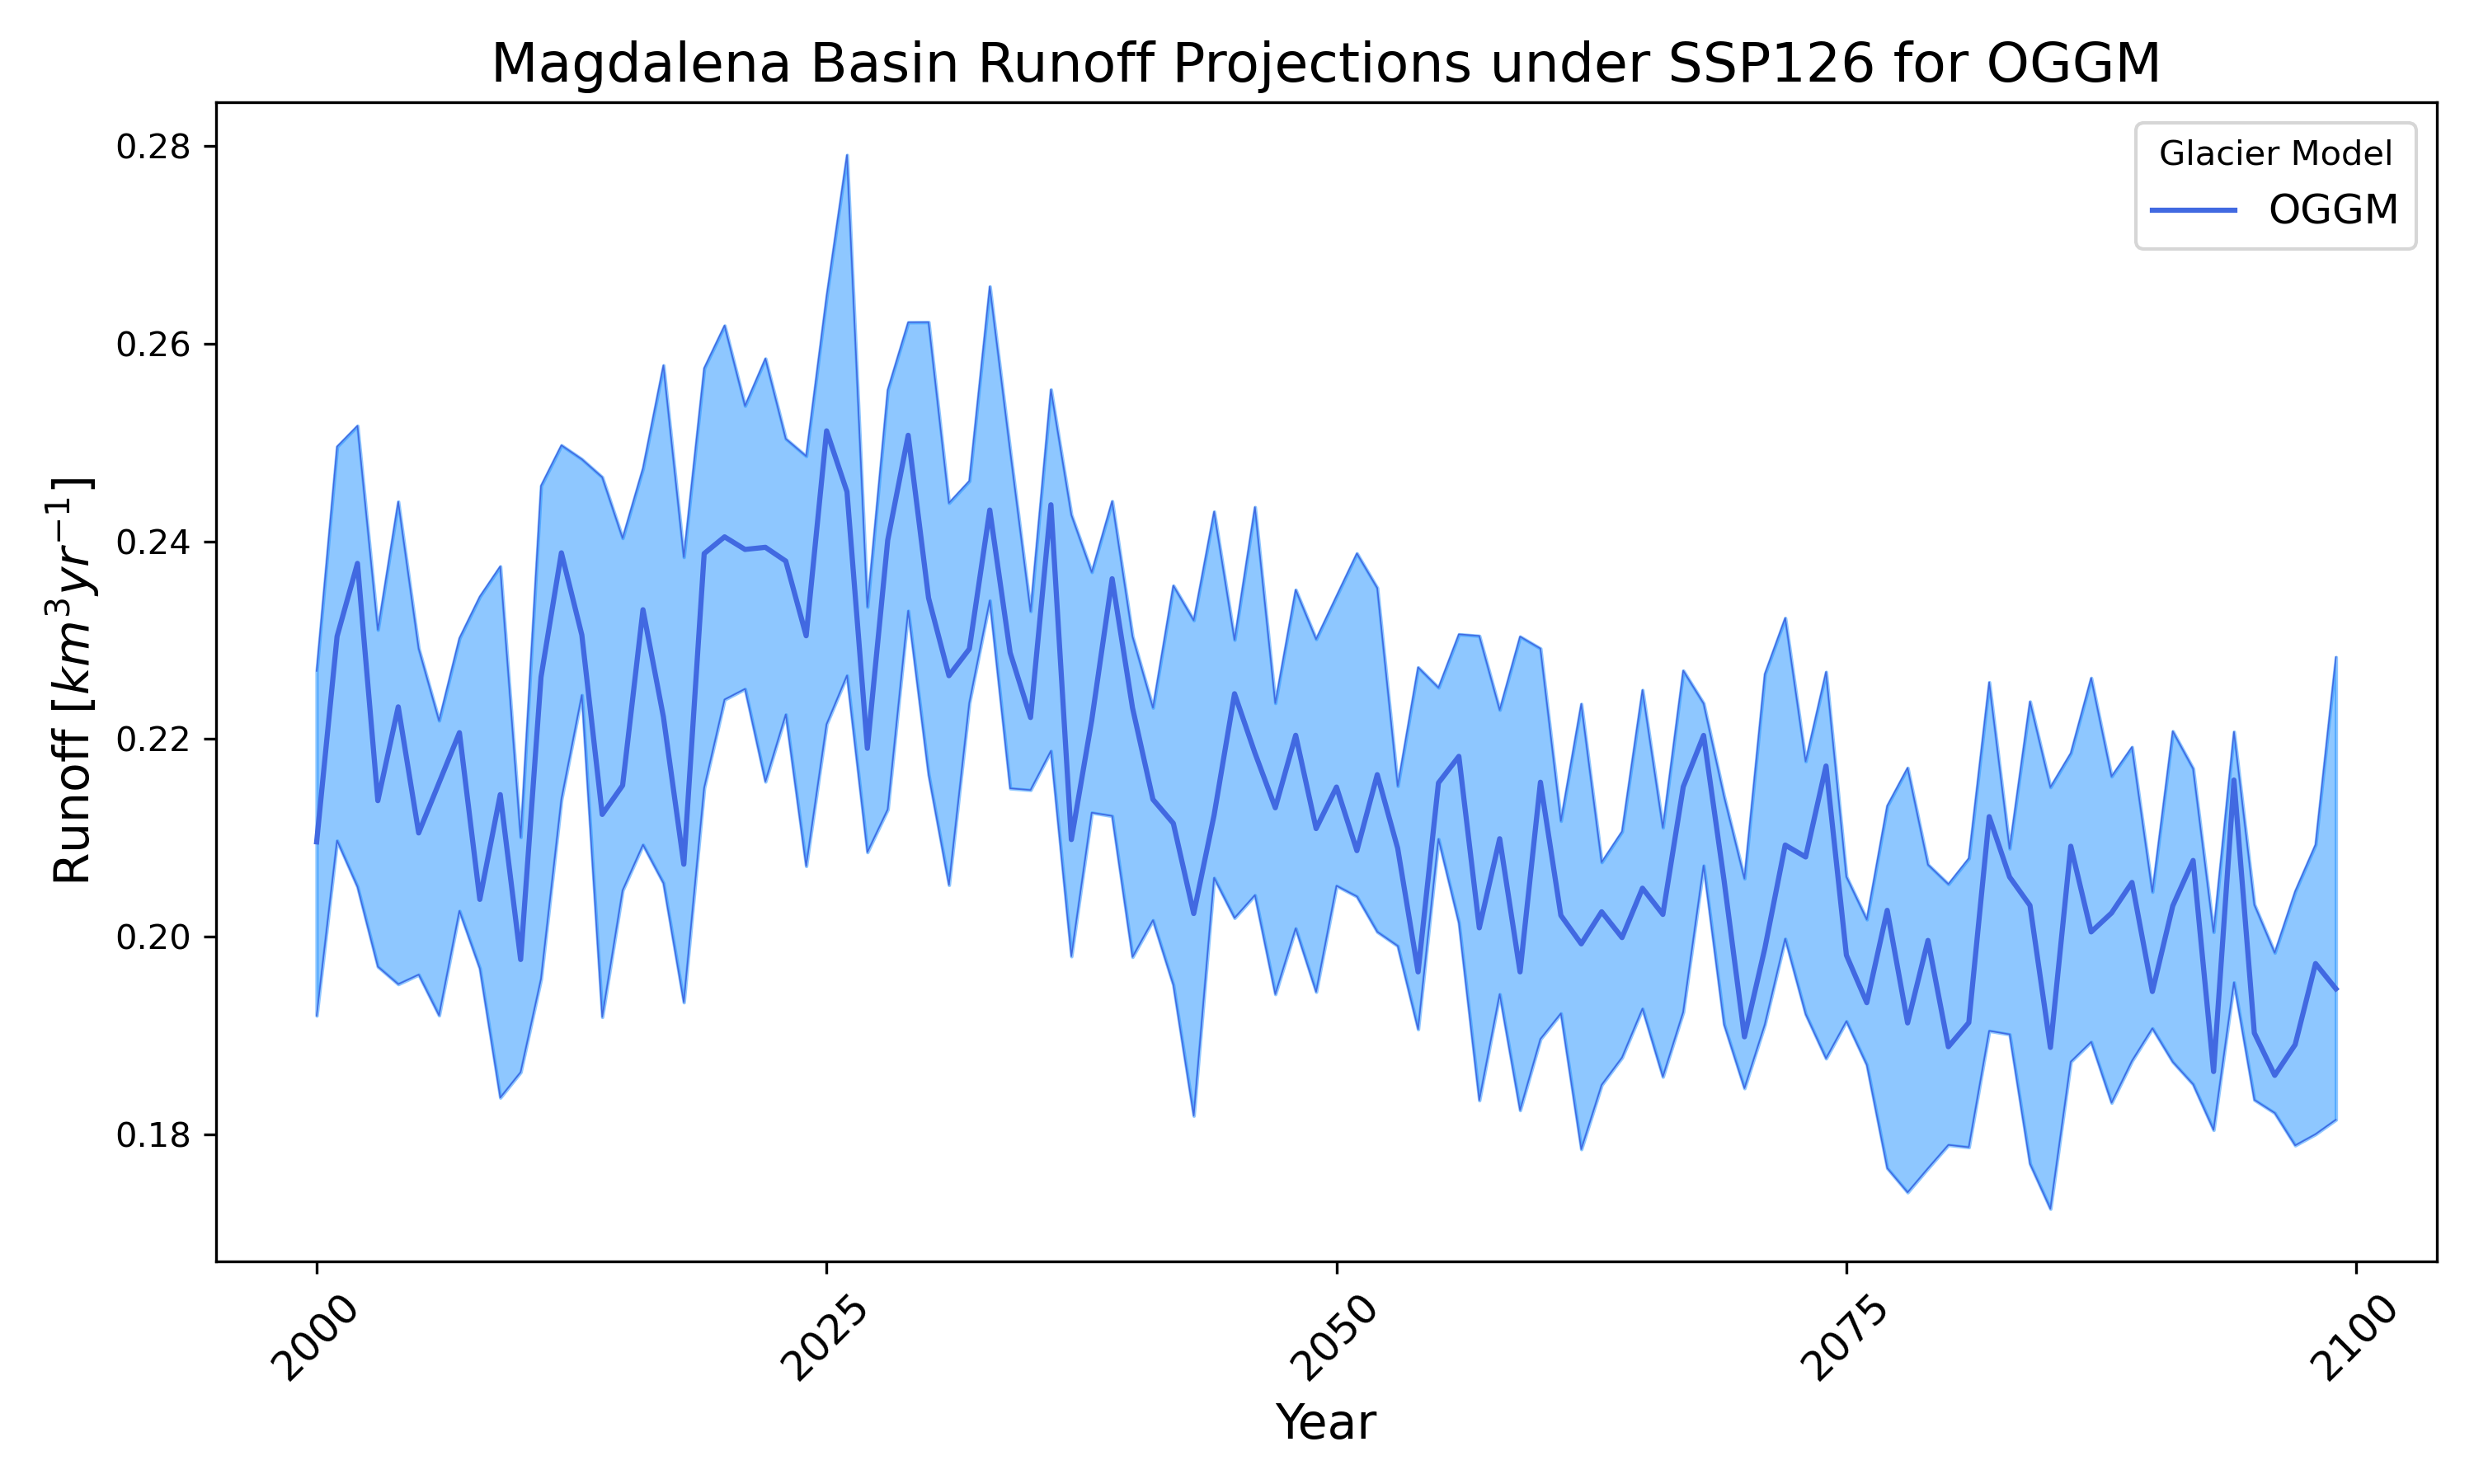 Magdalena Basin Runoff Projections under SSP126 for OGGM
Glacier Model
OGGM
0.28
0.26
0.24
0.22
0.20
0.18
Runoff [km³yr⁻¹]
2000
2025
2050
2075
2100
Year